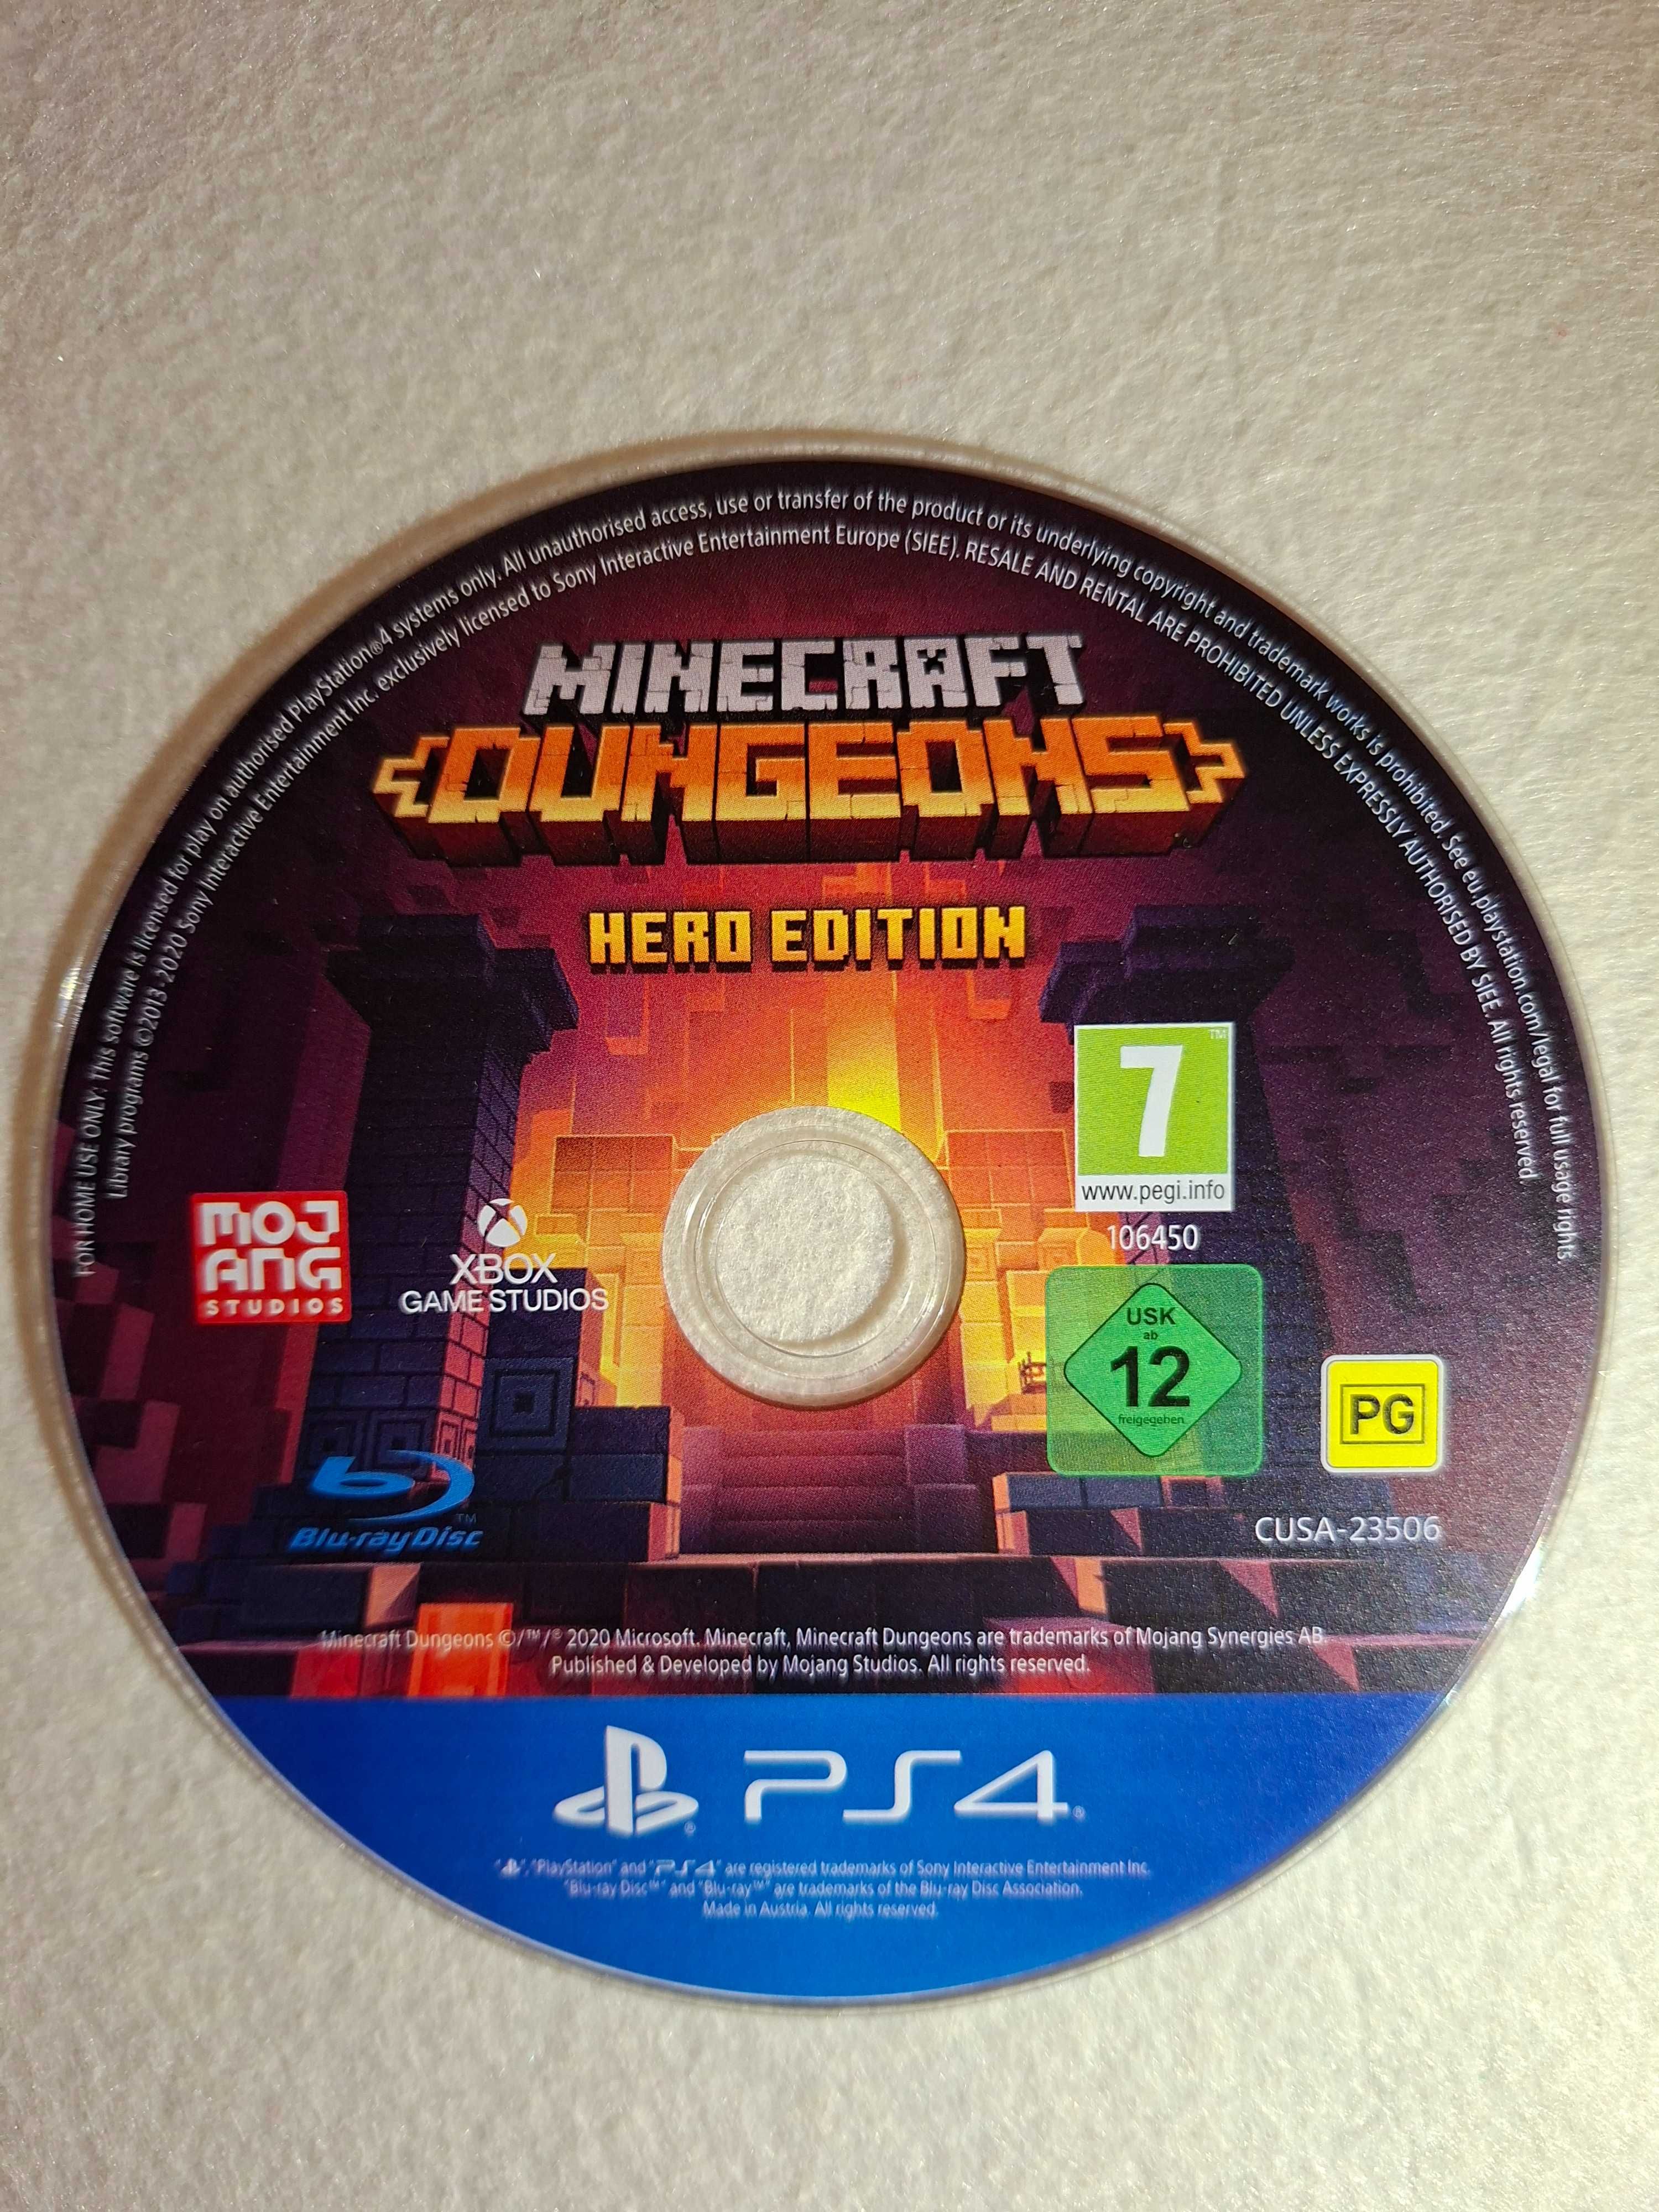 FOR HOME USE ONLY: This software is licensed for play on authorised PlayStation®4 systems only. All unauthorised access, use or transfer of the product or its underlying copyright and trademark works is prohibited. See eu.playstation.com/legal for full usage rights.
Library programs ©2013-2020 Sony Interactive Entertainment Inc. exclusively licensed to Sony Interactive Entertainment Europe (SIEE). RESALE AND RENTAL ARE PROHIBITED UNLESS EXPRESSLY AUTHORISED BY SIEE. All rights reserved
MINECRAFT
DUNGEONS
HERO EDITION
7
TM
www.pegi.info
106450
MOJ
ANG
STUDIOS
XBOX
GAME STUDIOS
USK
ab
12
freigegeben
PG
Blu-ray Disc
TM
CUSA-23506
Minecraft Dungeons ©/™/® 2020 Microsoft. Minecraft, Minecraft Dungeons are trademarks of Mojang Synergies AB.
Published & Developed by Mojang Studios. All rights reserved.
PS4®
"PlayStation" and "PS4" are registered trademarks of Sony Interactive Entertainment Inc.
"Blu-ray Disc™" and "Blu-ray™" are trademarks of the Blu-ray Disc Association.
Made in Austria. All rights reserved.